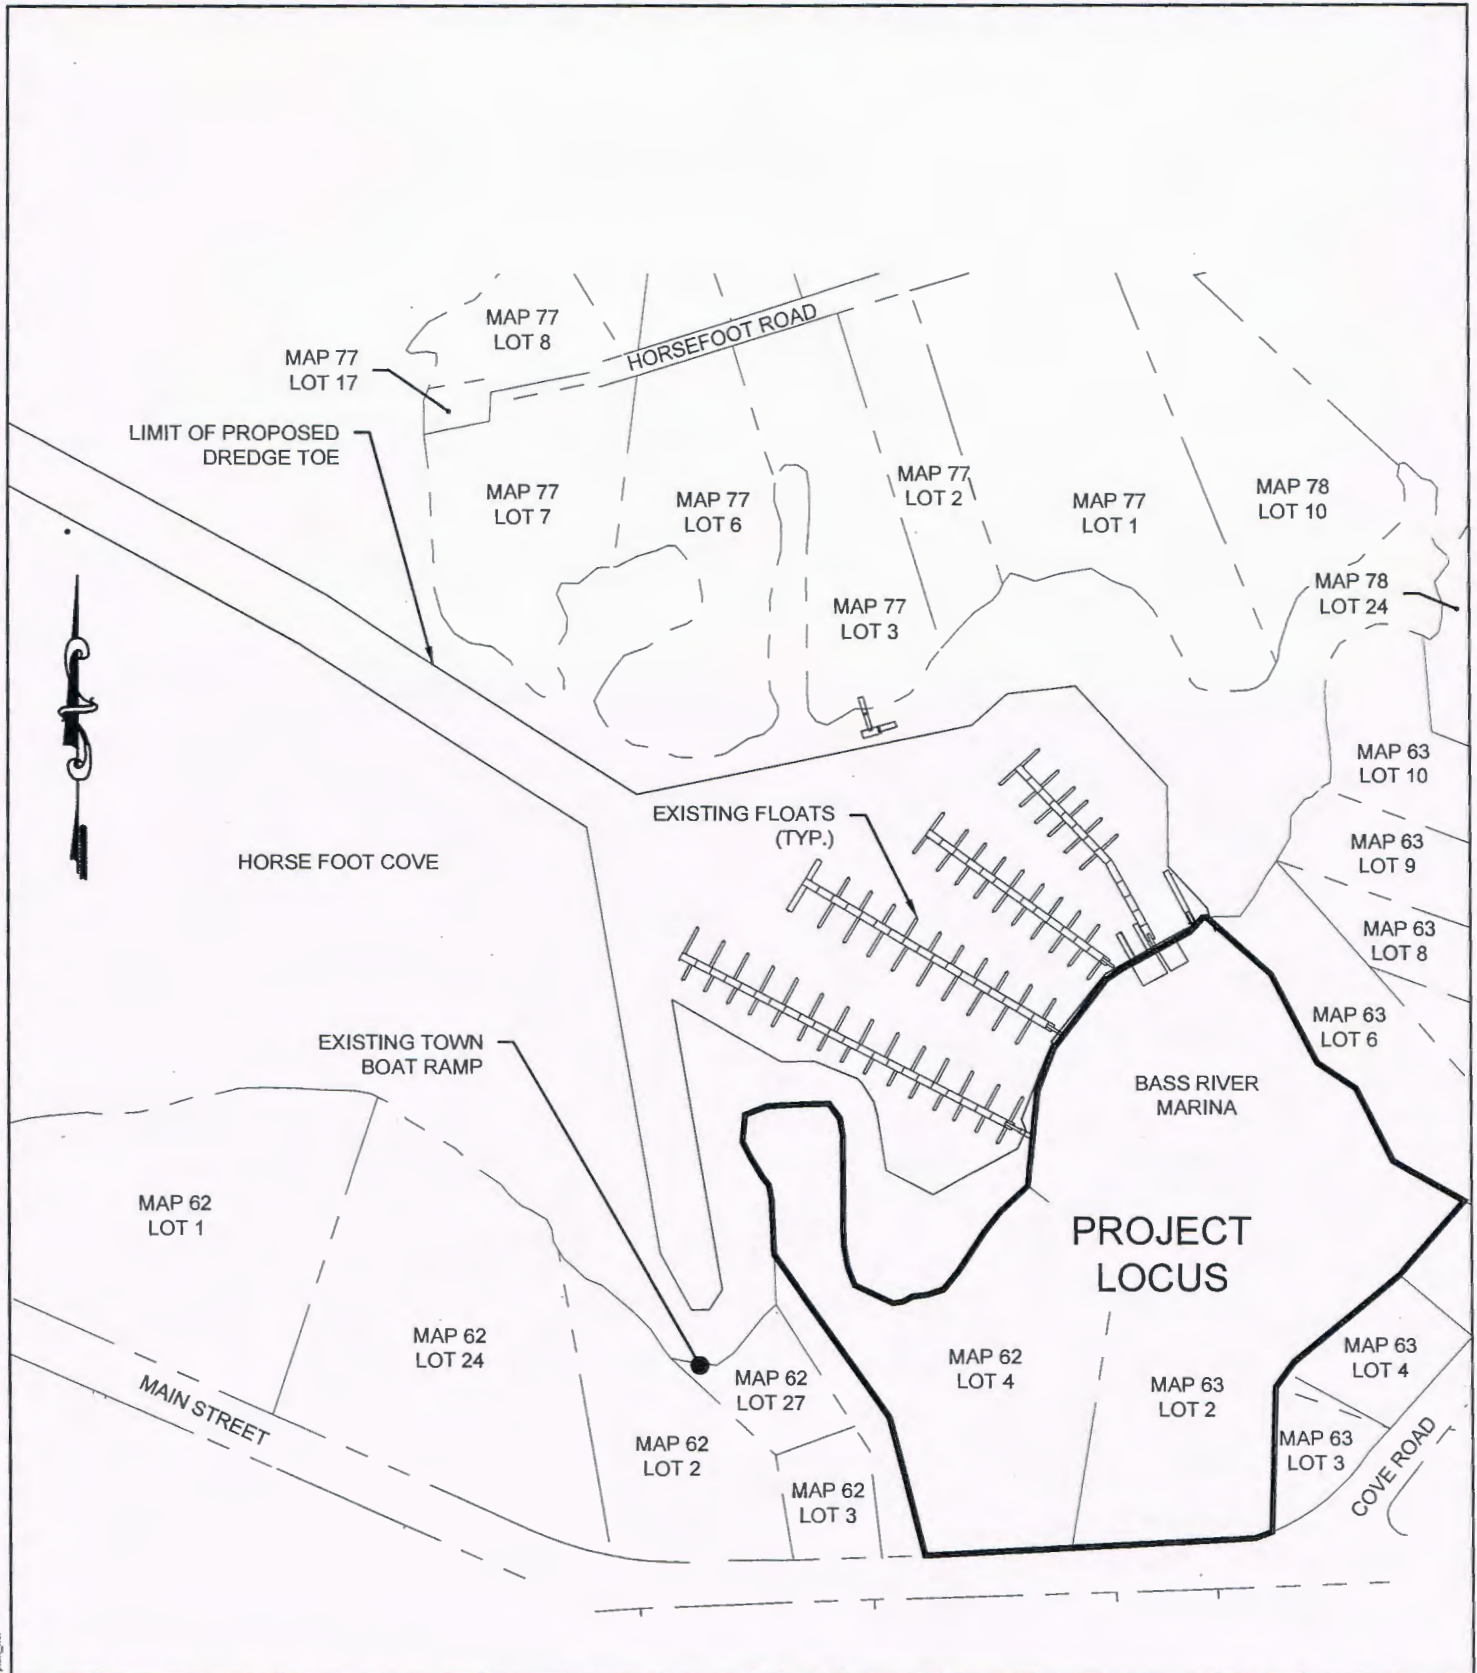 MAP 77
LOT 8
HORSEFOOT ROAD
MAP 77
LOT 17
LIMIT OF PROPOSED
DREDGE TOE
MAP 77
LOT 7
MAP 77
LOT 6
MAP 77
LOT 2
MAP 77
LOT 1
MAP 78
LOT 10
MAP 77
LOT 3
MAP 78
LOT 24
MAP 63
LOT 10
EXISTING FLOATS
(TYP.)
HORSE FOOT COVE
MAP 63
LOT 9
MAP 63
LOT 8
MAP 63
LOT 6
EXISTING TOWN
BOAT RAMP
BASS RIVER
MARINA
MAP 62
LOT 1
PROJECT
LOCUS
MAP 62
LOT 24
MAP 62
LOT 27
MAP 62
LOT 4
MAP 63
LOT 2
MAP 63
LOT 4
MAIN STREET
MAP 62
LOT 2
MAP 63
LOT 3
COVE ROAD
MAP 62
LOT 3